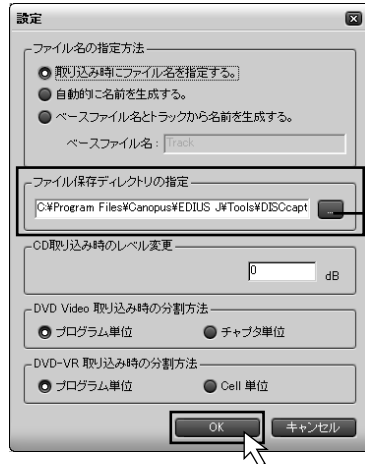 設定
ファイル名の指定方法
取り込み時にファイル名を指定する。
自動的に名前を生成する。
ベースファイル名とトラックから名前を生成する。
ベースファイル名: Track
ファイル保存ディレクトリの指定
C:¥Program Files¥Canopus¥EDIUS J¥Tools¥DISCcapt ...
CD取り込み時のレベル変更
0 dB
DVD Video 取り込み時の分割方法
プログラム単位 チャプタ単位
DVD-VR 取り込み時の分割方法
プログラム単位 Cell 単位
OK キャンセル